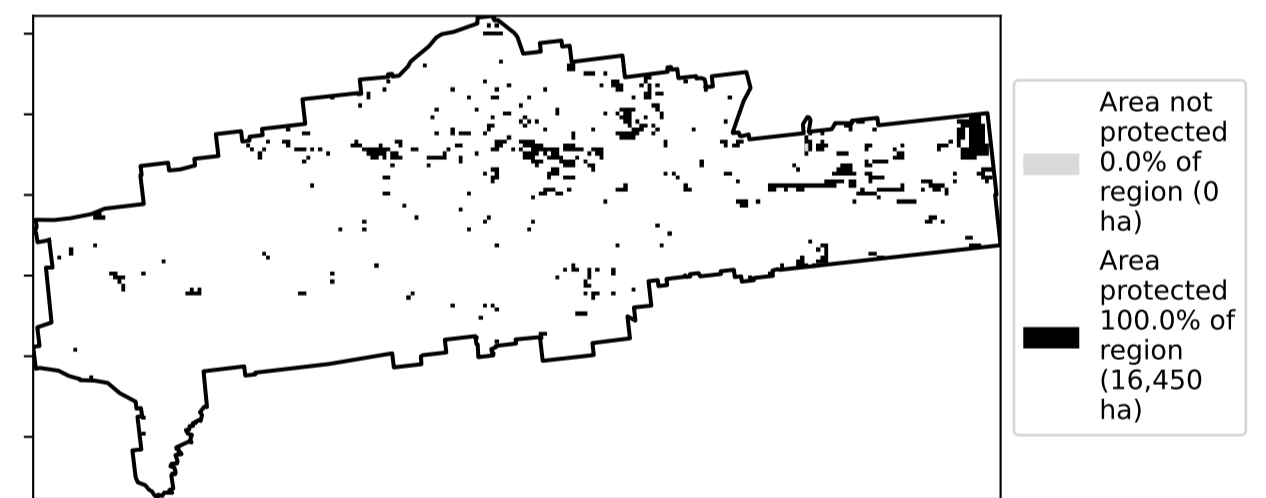 Area not
protected
0.0% of
region (0
ha)
Area
protected
100.0% of
region
(16,450
ha)